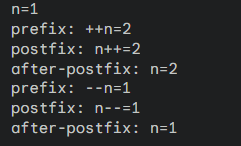 n=1
prefix: ++n=2
postfix: n++=2
after-postfix: n=2
prefix: --n=1
postfix: n--=1
after-postfix: n=1